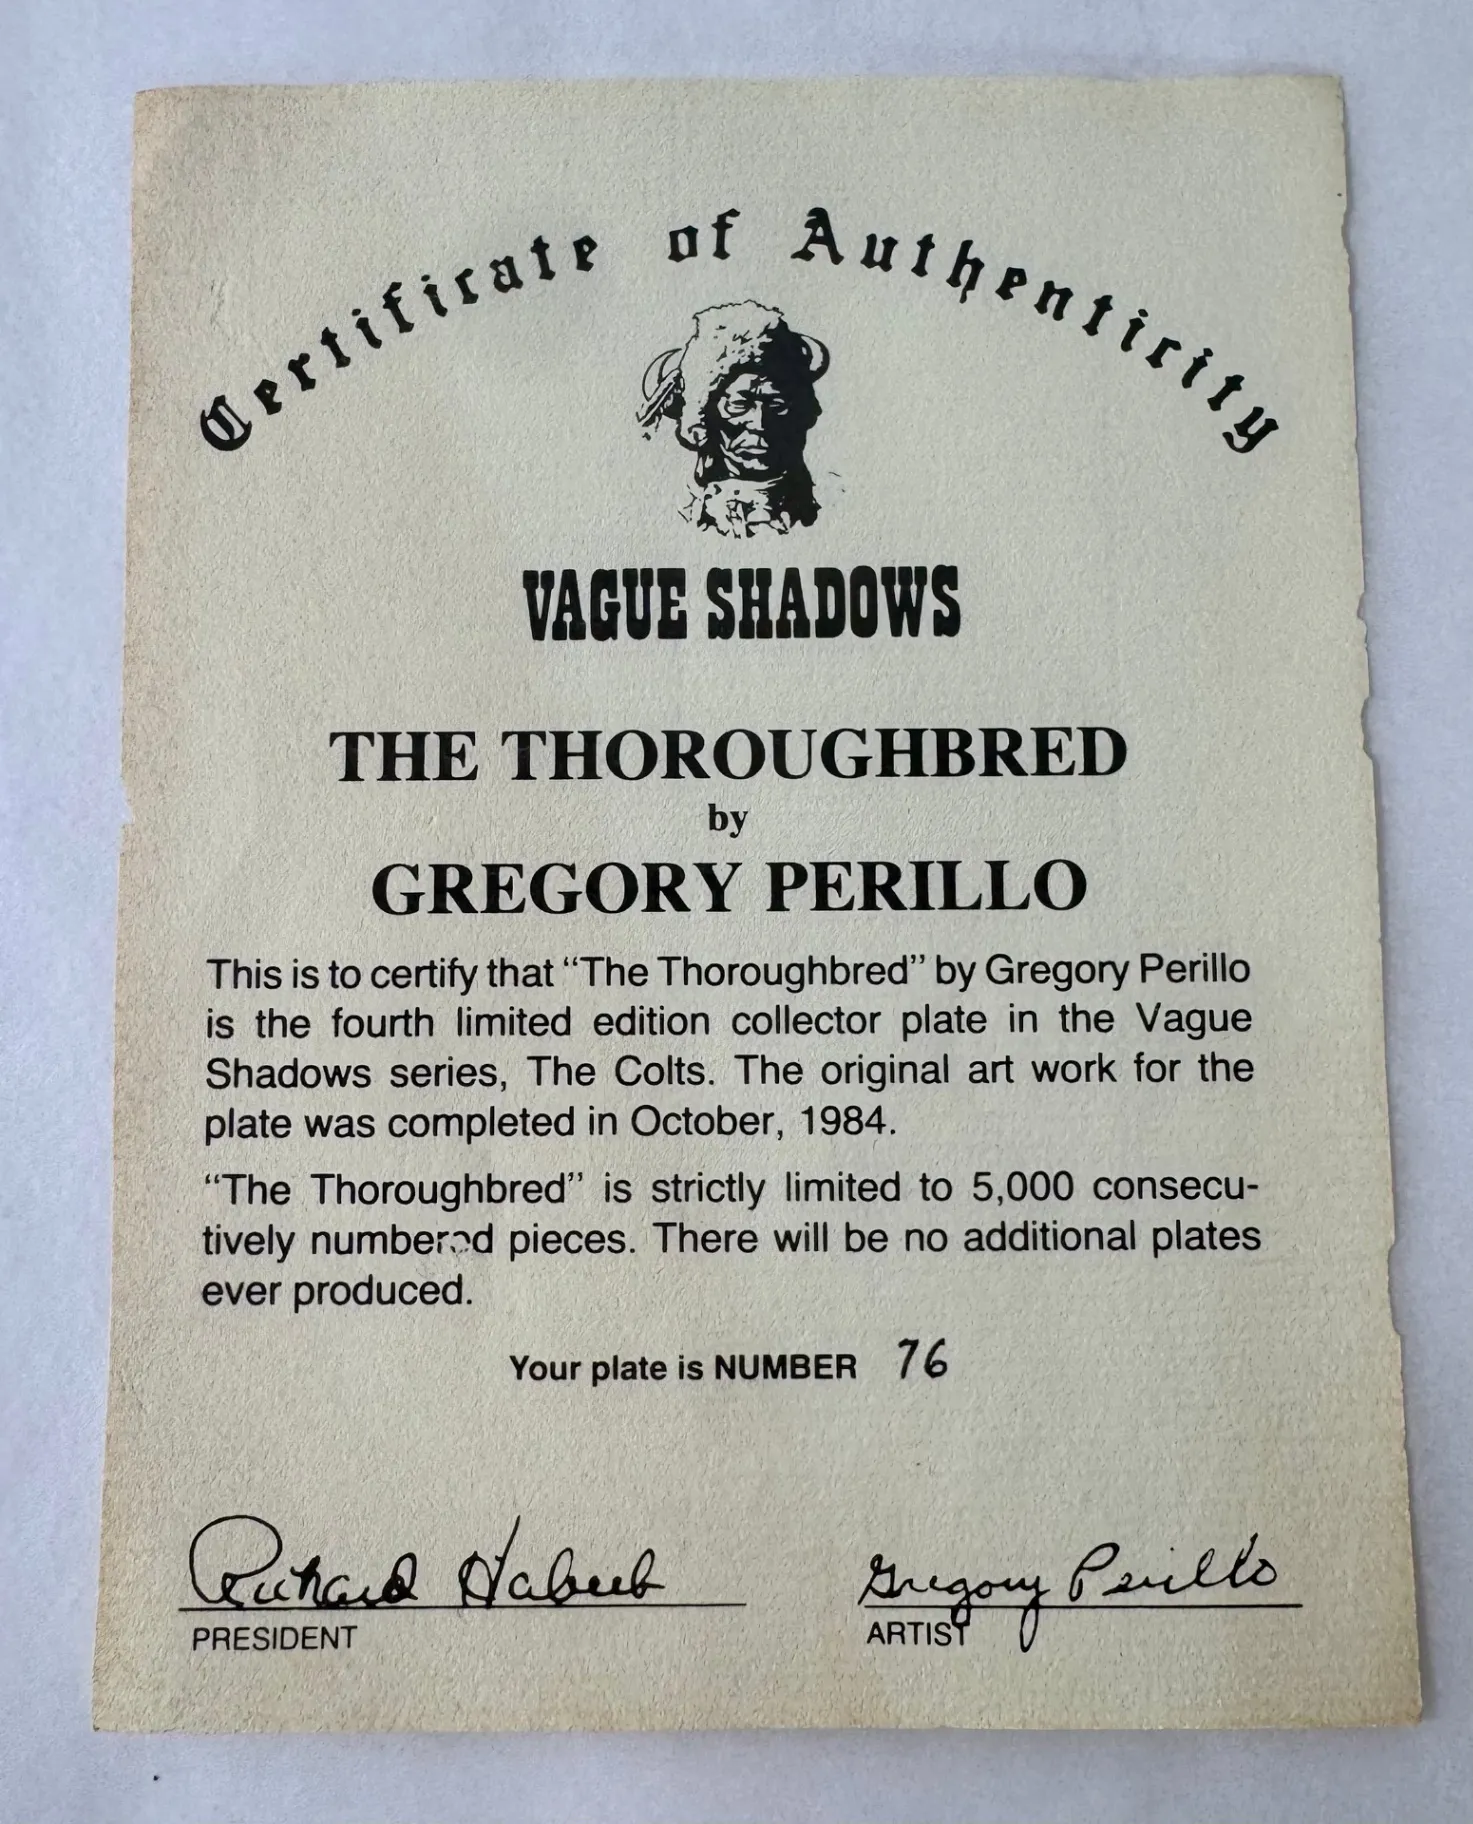 Certificate of Authenticity
VAGUE SHADOWS
THE THOROUGHBRED
by
GREGORY PERILLO
This is to certify that “The Thoroughbred” by Gregory Perillo
is the fourth limited edition collector plate in the Vague
Shadows series, The Colts. The original art work for the
plate was completed in October, 1984.
“The Thoroughbred” is strictly limited to 5,000 consecu-
tively numbered pieces. There will be no additional plates
ever produced.
Your plate is NUMBER 76
Richard Habeeb Gregory Perillo
PRESIDENT ARTIST